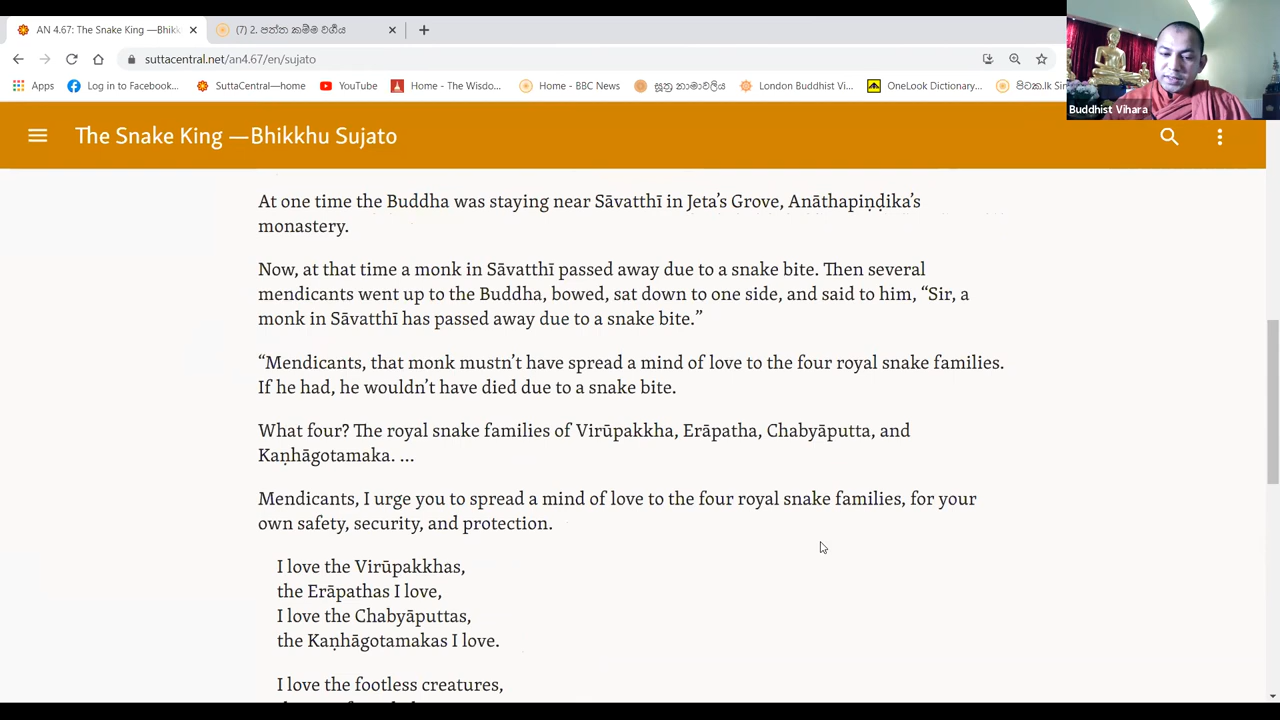 AN 4.67: The Snake King —Bhikk
(7) 2. පත්ත කම්ම වර්ගය
suttacentral.net/an4.67/en/sujato
Apps
Log in to Facebook...
SuttaCentral—home
YouTube
Home - The Wisdo...
Home - BBC News
සූත්‍ර නාමාවලිය
London Buddhist Vi...
OneLook Dictionary...
පිටක.lk Sin
Buddhist Vihara
The Snake King —Bhikkhu Sujato
At one time the Buddha was staying near Sāvatthī in Jeta’s Grove, Anāthapiṇḍika’s
monastery.
Now, at that time a monk in Sāvatthī passed away due to a snake bite. Then several
mendicants went up to the Buddha, bowed, sat down to one side, and said to him, “Sir, a
monk in Sāvatthī has passed away due to a snake bite.”
“Mendicants, that monk mustn’t have spread a mind of love to the four royal snake families.
If he had, he wouldn’t have died due to a snake bite.
What four? The royal snake families of Virūpakkha, Erāpatha, Chabyāputta, and
Kaṇhāgotamaka. …
Mendicants, I urge you to spread a mind of love to the four royal snake families, for your
own safety, security, and protection.
I love the Virūpakkhas,
the Erāpathas I love,
I love the Chabyāputtas,
the Kaṇhāgotamakas I love.
I love the footless creatures,